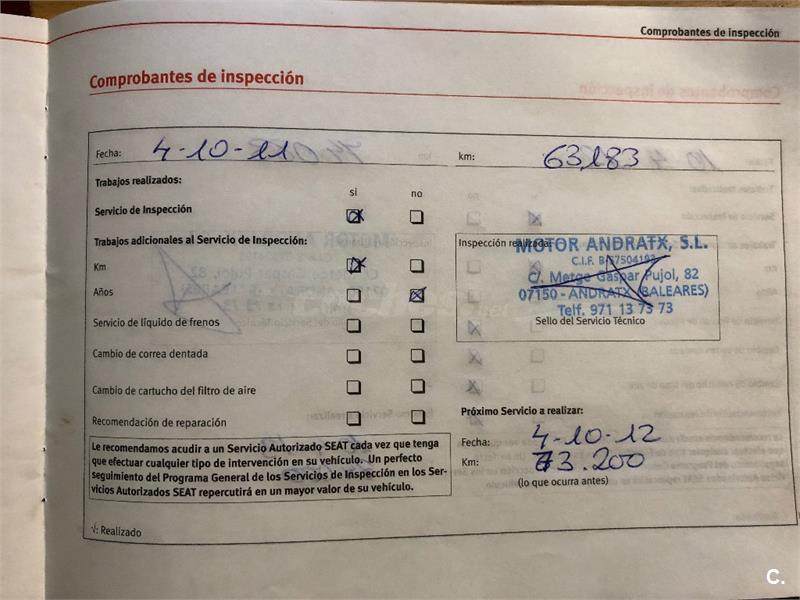 Comprobantes de inspección
Comprobantes de inspección
Fecha: 4-10-11 km: 63183
Trabajos realizados:
si no
Servicio de Inspección
Trabajos adicionales al Servicio de Inspección:
Inspección realizada:
MOTOR ANDRATX, S.L.
Km
C.I.F. B-57504193
C/. Metge Gaspar Pujol, 82
Años
07150 - ANDRATX (BALEARES)
Telf. 971 13 73 73
Servicio de líquido de frenos
Sello del Servicio Técnico
Cambio de correa dentada
Cambio de cartucho del filtro de aire
Recomendación de reparación
Próximo Servicio a realizar:
Fecha: 4-10-12
Km: 73.200
(lo que ocurra antes)
Le recomendamos acudir a un Servicio Autorizado SEAT cada vez que tenga
que efectuar cualquier tipo de intervención en su vehículo. Un perfecto
seguimiento del Programa General de los Servicios de Inspección en los Ser-
vicios Autorizados SEAT repercutirá en un mayor valor de su vehículo.
√: Realizado
C.